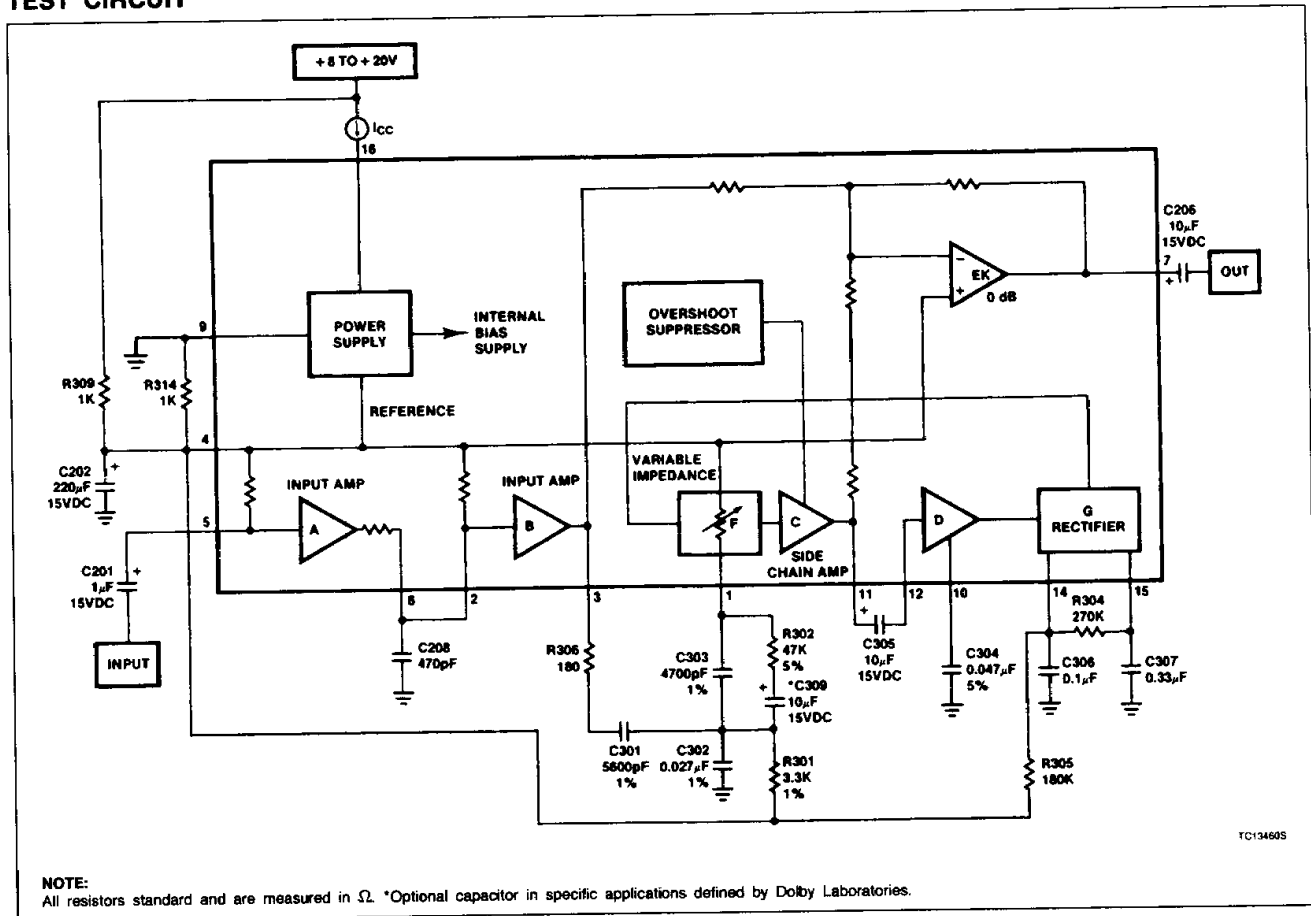 TEST CIRCUIT
+8 TO +20V
ICC
16
C206
10μF
15VDC
7
+
OUT
−
EK
+
0 dB
OVERSHOOT
SUPPRESSOR
9
POWER
SUPPLY
INTERNAL
BIAS
SUPPLY
R309
1K
R314
1K
REFERENCE
4
C202
220μF
15VDC
+
INPUT AMP
A
INPUT AMP
B
VARIABLE
IMPEDANCE
F
C
SIDE
CHAIN AMP
D
G
RECTIFIER
5
C201
1μF
15VDC
+
INPUT
6
2
3
1
11
12
10
14
15
C208
470pF
R306
180
C303
4700pF
1%
R302
47K
5%
+
*C309
10μF
15VDC
+
C305
10μF
15VDC
C304
0.047μF
5%
R304
270K
C306
0.1μF
C307
0.33μF
C301
5600pF
1%
C302
0.027μF
1%
R301
3.3K
1%
R305
180K
TC13460S
NOTE:
All resistors standard and are measured in Ω. *Optional capacitor in specific applications defined by Dolby Laboratories.